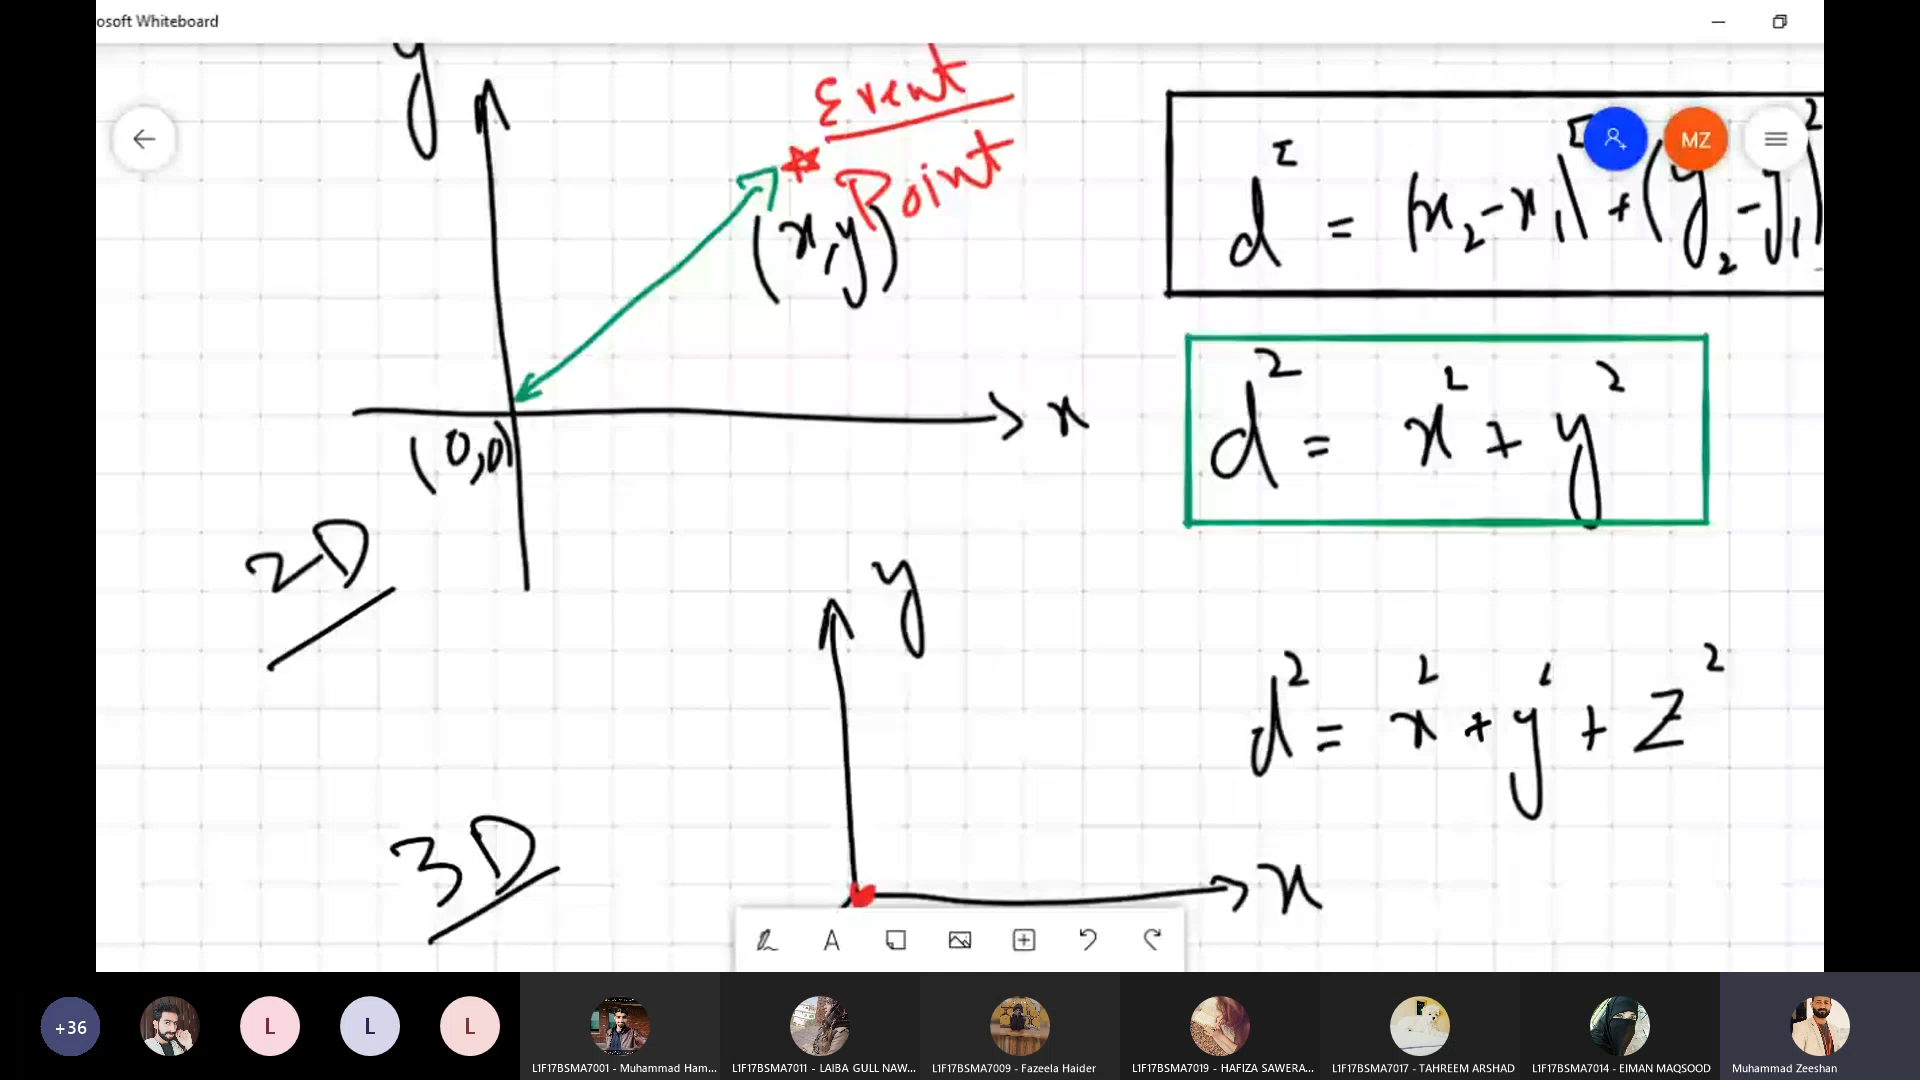 osoft Whiteboard
y
Event
Point
(x,y)
x
(0,0)
2D
d² = (x₂-x₁)² + (y₂-y₁)²
MZ
d² = x² + y²
y
d² = x² + y² + z²
3D
x
A
+36
L
L
L
L1F17BSMA7001 - Muhammad Ham...
L1F17BSMA7011 - LAIBA GULL NAW...
L1F17BSMA7009 - Fazeela Haider
L1F17BSMA7019 - HAFIZA SAWERA...
L1F17BSMA7017 - TAHREEM ARSHAD
L1F17BSMA7014 - EIMAN MAQSOOD
Muhammad Zeeshan